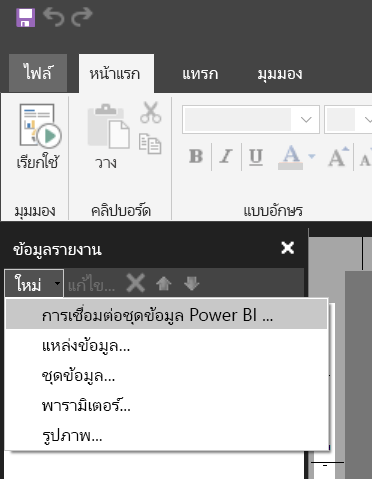 ไฟล์ หน้าแรก แทรก มุมมอง
เรียกใช้ วาง
B I U A A A
มุมมอง คลิปบอร์ด แบบอักษร
ข้อมูลรายงาน
ใหม่ แก้ไข...
การเชื่อมต่อชุดข้อมูล Power BI ...
แหล่งข้อมูล...
ชุดข้อมูล...
พารามิเตอร์...
รูปภาพ...